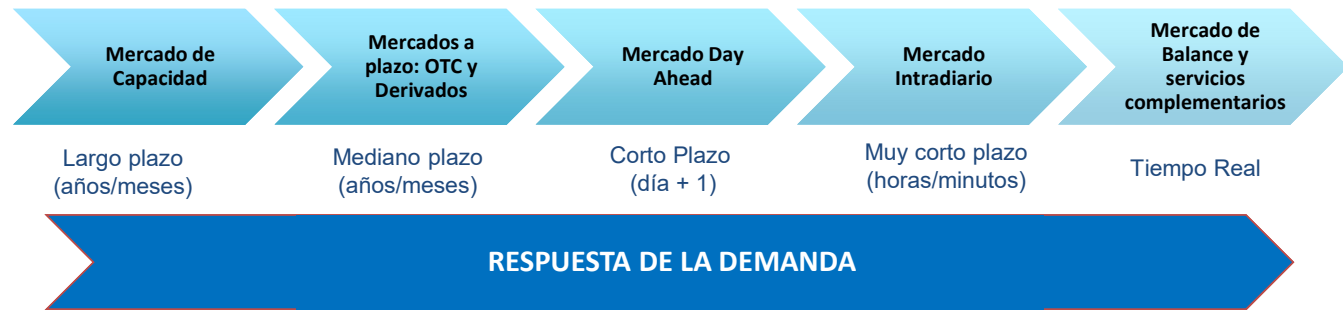 Mercado de
Capacidad
Mercados a
plazo: OTC y
Derivados
Mercado Day
Ahead
Mercado
Intradiario
Mercado de
Balance y
servicios
complementarios
Largo plazo
(años/meses)
Mediano plazo
(años/meses)
Corto Plazo
(día + 1)
Muy corto plazo
(horas/minutos)
Tiempo Real
RESPUESTA DE LA DEMANDA